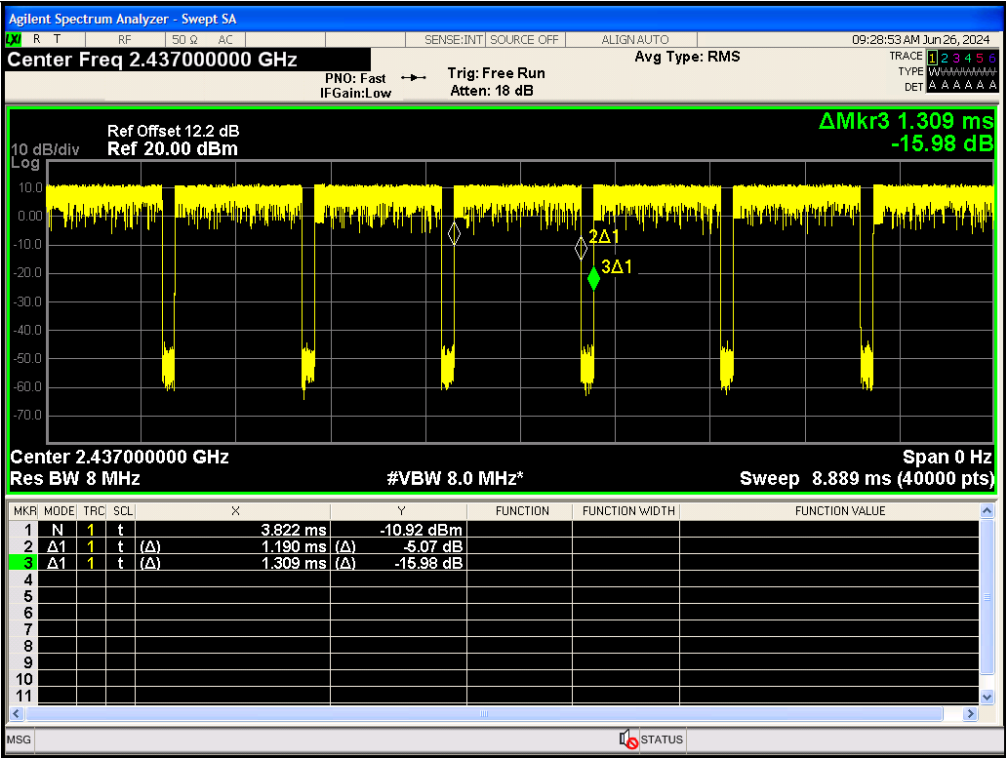 Agilent Spectrum Analyzer - Swept SA
LXI R T RF 50 Ω AC SENSE:INT SOURCE OFF ALIGN AUTO 09:28:53 AM Jun 26, 2024
Center Freq 2.437000000 GHz
Avg Type: RMS
TRACE 1 2 3 4 5 6
PNO: Fast Trig: Free Run
TYPE W
IFGain:Low Atten: 18 dB
DET A A A A A A
ΔMkr3 1.309 ms
Ref Offset 12.2 dB
-15.98 dB
10 dB/div Ref 20.00 dBm
Log
10.0
0.00
-10.0
2Δ1
-20.0
3Δ1
-30.0
-40.0
-50.0
-60.0
-70.0
Center 2.437000000 GHz Span 0 Hz
Res BW 8 MHz #VBW 8.0 MHz* Sweep 8.889 ms (40000 pts)
MKR MODE TRC SCL X Y FUNCTION FUNCTION WIDTH FUNCTION VALUE
1 N 1 t 3.822 ms -10.92 dBm
2 Δ1 1 t (Δ) 1.190 ms (Δ) -5.07 dB
3 Δ1 1 t (Δ) 1.309 ms (Δ) -15.98 dB
4
5
6
7
8
9
10
11
MSG STATUS